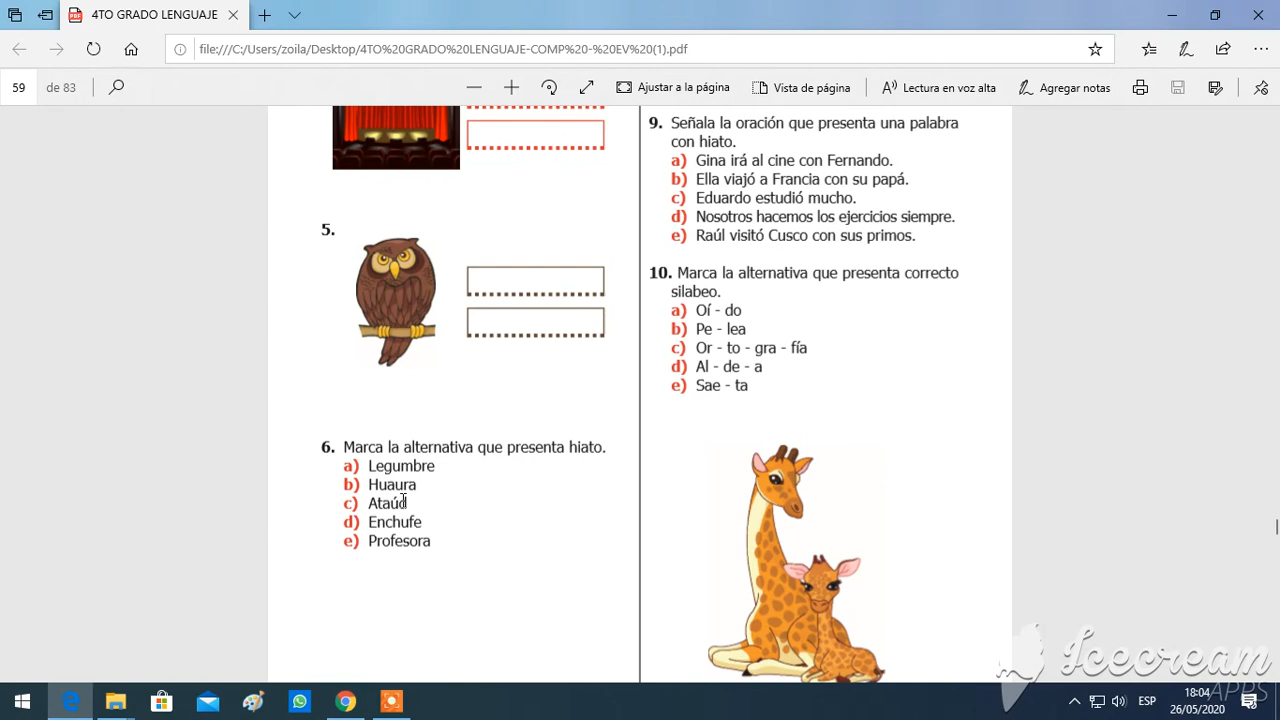 4TO GRADO LENGUAJE-
file:///C:/Users/zoila/Desktop/4TO%20GRADO%20LENGUAJE-COMP%20-%20EV%20(1).pdf
59 de 83
Ajustar a la página
Vista de página
Lectura en voz alta
Agregar notas
5.
6. Marca la alternativa que presenta hiato.
a) Legumbre
b) Huaura
c) Ataúd
d) Enchufe
e) Profesora
9. Señala la oración que presenta una palabra
con hiato.
a) Gina irá al cine con Fernando.
b) Ella viajó a Francia con su papá.
c) Eduardo estudió mucho.
d) Nosotros hacemos los ejercicios siempre.
e) Raúl visitó Cusco con sus primos.
10. Marca la alternativa que presenta correcto
silabeo.
a) Oí - do
b) Pe - lea
c) Or - to - gra - fía
d) Al - de - a
e) Sae - ta
Icecream
APPS
ESP
18:04
26/05/2020